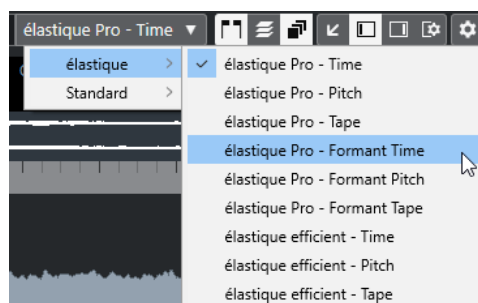 élastique Pro - Time
élastique
Standard
élastique Pro - Time
élastique Pro - Pitch
élastique Pro - Tape
élastique Pro - Formant Time
élastique Pro - Formant Pitch
élastique Pro - Formant Tape
élastique efficient - Time
élastique efficient - Pitch
élastique efficient - Tape